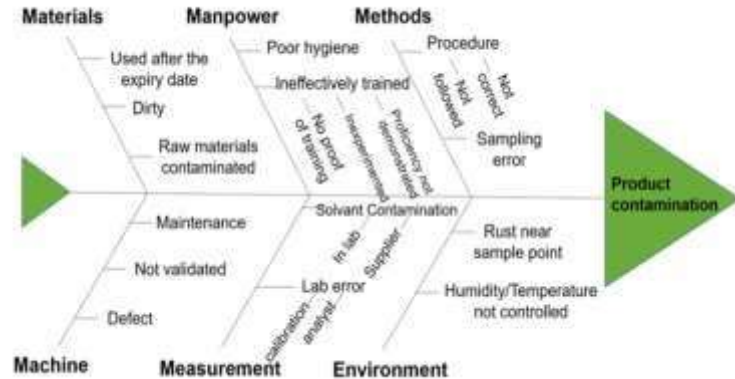 Materials
Manpower
Methods
Used after the
expiry date
Dirty
Raw materials
contaminated
Poor hygiene
Ineffectively trained
No proof
of training
Inexperimented
Proficiency not
demonstrated
Procedure
Not
followed
Not
correct
Sampling
error
Product
contamination
Maintenance
Not validated
Defect
Solvant Contamination
In lab
Supplier
Lab error
calibration
analyst
Rust near
sample point
Humidity/Temperature
not controlled
Machine
Measurement
Environment